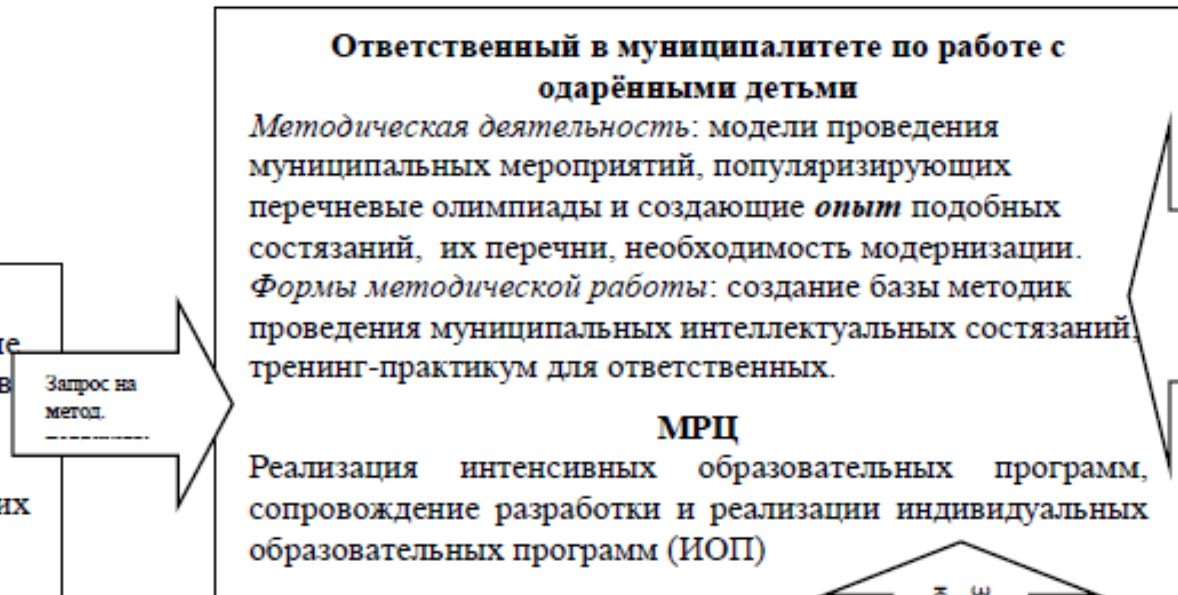 Ответственный в муниципалитете по работе с
одарёнными детьми
Методическая деятельность: модели проведения
муниципальных мероприятий, популяризирующих
перечневые олимпиады и создающие опыт подобных
состязаний, их перечни, необходимость модернизации.
Формы методической работы: создание базы методик
проведения муниципальных интеллектуальных состязаний,
тренинг-практикум для ответственных.
МРЦ
Реализация интенсивных образовательных программ,
сопровождение разработки и реализации индивидуальных
образовательных программ (ИОП)
Запрос на
метод.